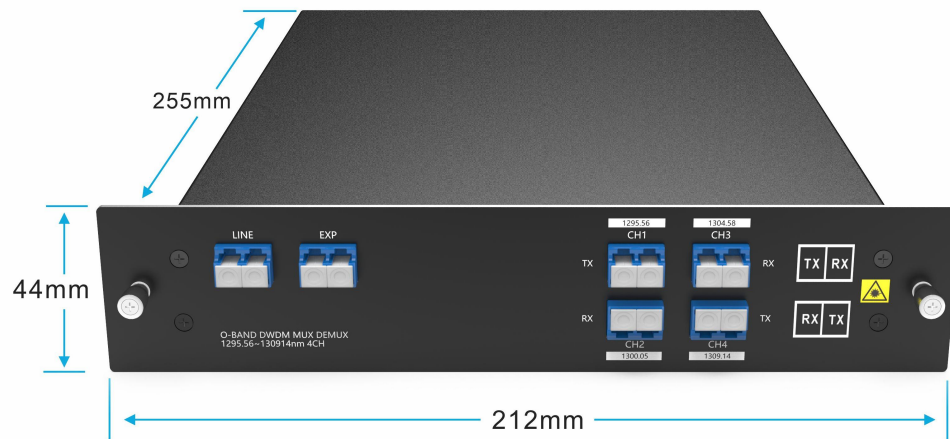 255mm
44mm
LINE
EXP
1295.56
CH1
1304.58
CH3
TX
RX
TX RX
RX
TX
RX TX
CH2
1300.05
CH4
1309.14
O-BAND DWDM MUX DEMUX
1295.56~130914nm 4CH
212mm